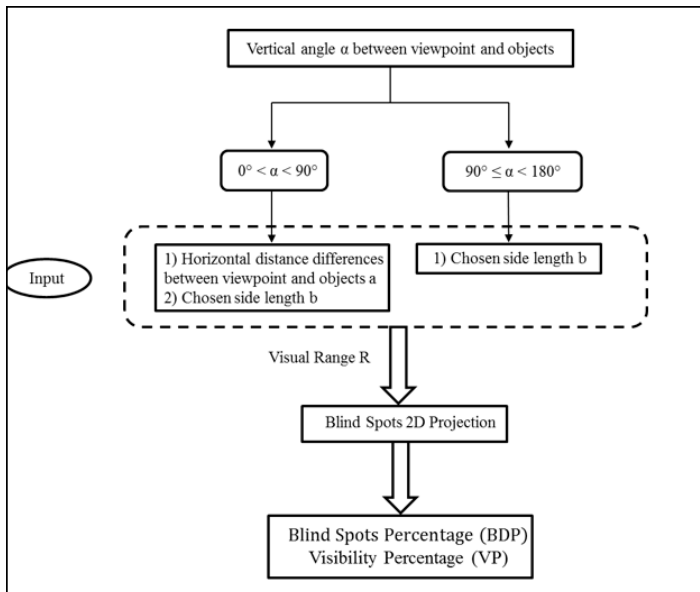 Vertical angle α between viewpoint and objects
0° < α < 90°
90° ≤ α < 180°
Input
1) Horizontal distance differences
between viewpoint and objects a
2) Chosen side length b
1) Chosen side length b
Visual Range R
Blind Spots 2D Projection
Blind Spots Percentage (BDP)
Visibility Percentage (VP)